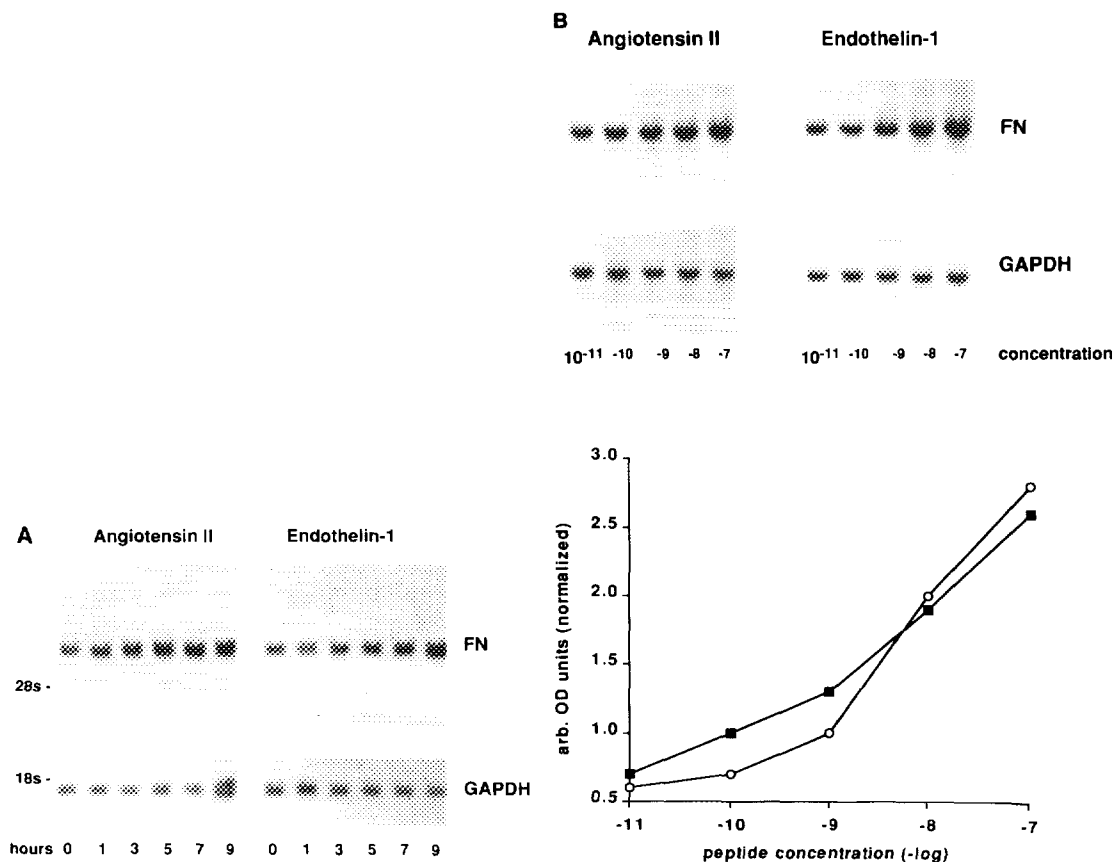 B
Angiotensin II Endothelin-1
FN
GAPDH
10-11 -10 -9 -8 -7 10-11 -10 -9 -8 -7 concentration
A
Angiotensin II Endothelin-1
FN
28s -
18s -
GAPDH
hours 0 1 3 5 7 9 0 1 3 5 7 9
3.0
2.5
2.0
1.5
1.0
0.5
arb. OD units (normalized)
-11 -10 -9 -8 -7
peptide concentration (-log)